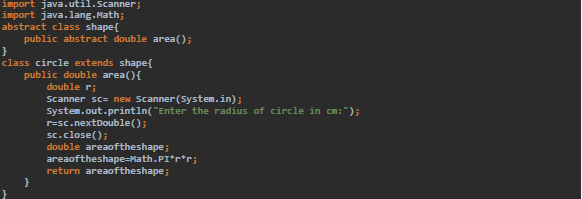 import java.util.Scanner;
import java.lang.Math;
abstract class shape{
    public abstract double area();
}
class circle extends shape{
    public double area(){
        double r;
        Scanner sc= new Scanner(System.in);
        System.out.println("Enter the radius of circle in cm:");
        r=sc.nextDouble();
        sc.close();
        double areaoftheshape;
        areaoftheshape=Math.PI*r*r;
        return areaoftheshape;
    }
}